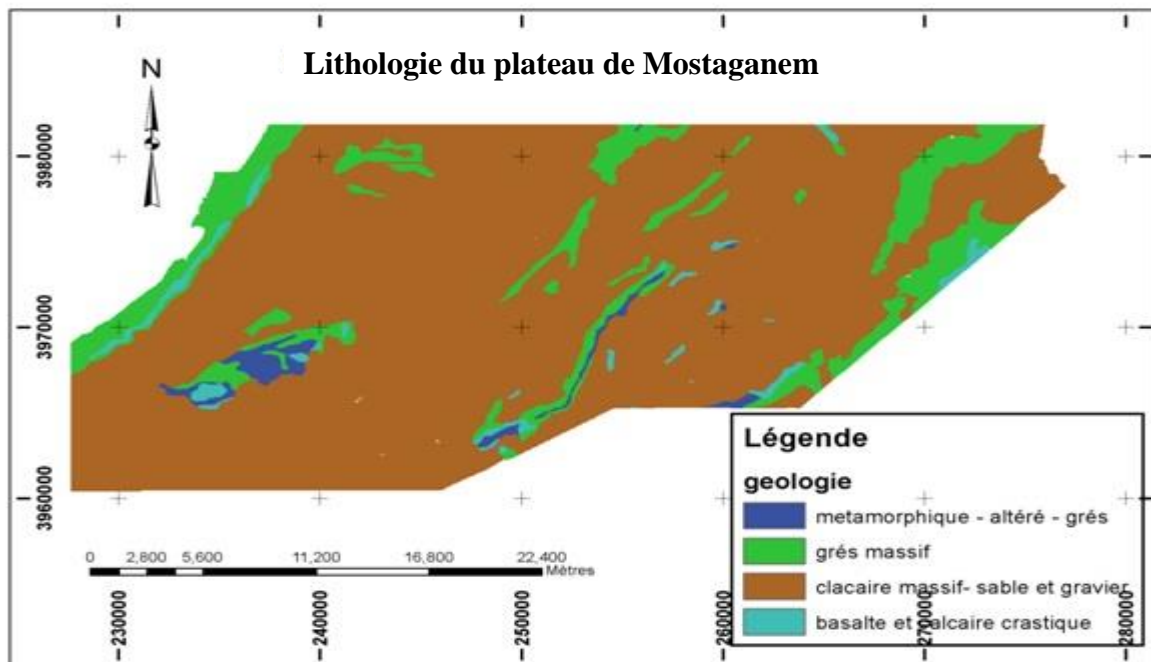 Lithologie du plateau de Mostaganem
N
3980000
3970000
3960000
Légende
geologie
metamorphique - altéré - grés
grés massif
clacaire massif- sable et gravier
basalte et calcaire crastique
0 2,800 5,600 11,200 16,800 22,400
Mètres
230000
240000
250000
260000
270000
280000